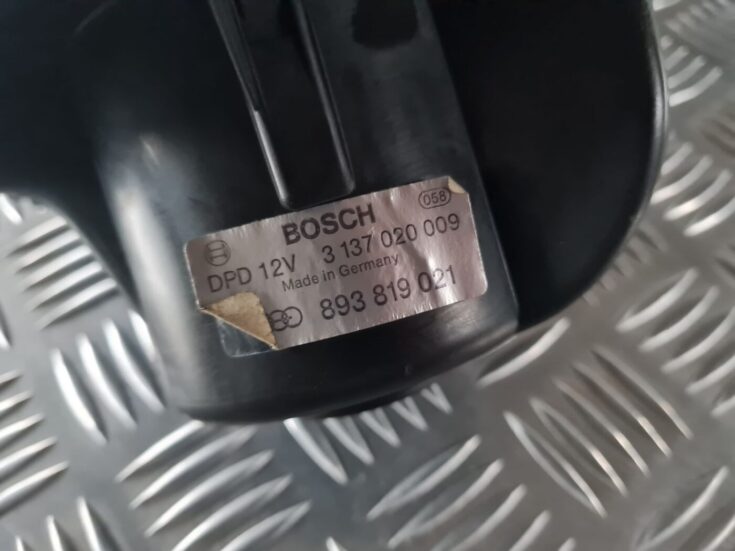 BOSCH 058
DPD 12V 3 137 020 009
Made in Germany
893 819 021